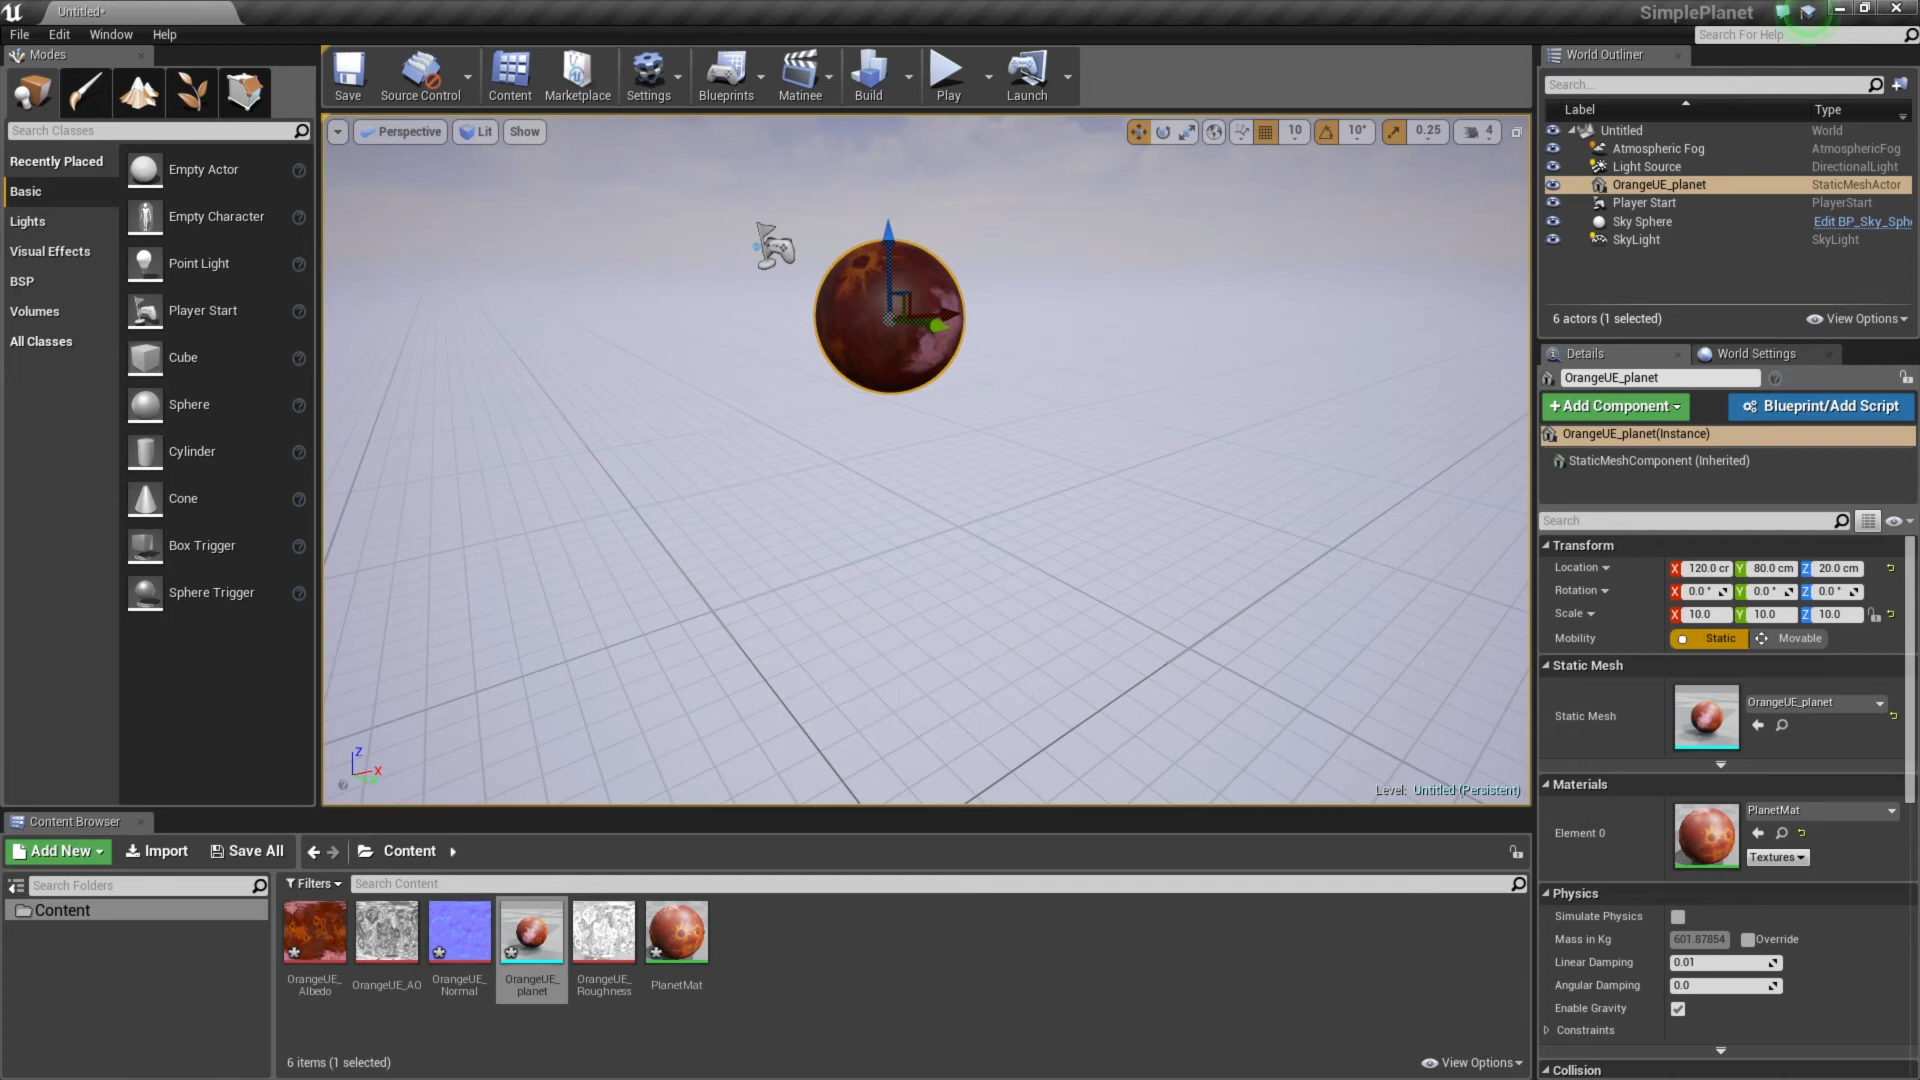 Untitled*
SimplePlanet
File Edit Window Help
Search For Help
Modes
Search Classes
Recently Placed
Basic
Lights
Visual Effects
BSP
Volumes
All Classes
Empty Actor
Empty Character
Point Light
Player Start
Cube
Sphere
Cylinder
Cone
Box Trigger
Sphere Trigger
Save
Source Control
Content
Marketplace
Settings
Blueprints
Matinee
Build
Play
Launch
Perspective
Lit
Show
10
10°
0.25
4
Z
X
Level: Untitled (Persistent)
World Outliner
Search...
Label Type
Untitled World
Atmospheric Fog AtmosphericFog
Light Source DirectionalLight
OrangeUE_planet StaticMeshActor
Player Start PlayerStart
Sky Sphere Edit BP_Sky_Sph
SkyLight SkyLight
6 actors (1 selected)
View Options
Details
World Settings
OrangeUE_planet
+Add Component
Blueprint/Add Script
OrangeUE_planet(Instance)
StaticMeshComponent (Inherited)
Search
Transform
Location X 120.0 cr Y 80.0 cm Z 20.0 cm
Rotation X 0.0 ° Y 0.0 ° Z 0.0 °
Scale X 10.0 Y 10.0 Z 10.0
Mobility Static Movable
Static Mesh
Static Mesh
OrangeUE_planet
Materials
Element 0
PlanetMat
Textures
Physics
Simulate Physics
Mass in Kg 601.87854 Override
Linear Damping 0.01
Angular Damping 0.0
Enable Gravity
Constraints
Collision
Content Browser
Add New
Import
Save All
Content
Search Folders
Content
Filters
Search Content
OrangeUE_
Albedo
OrangeUE_AO
OrangeUE_
Normal
OrangeUE_
planet
OrangeUE_
Roughness
PlanetMat
6 items (1 selected)
View Options